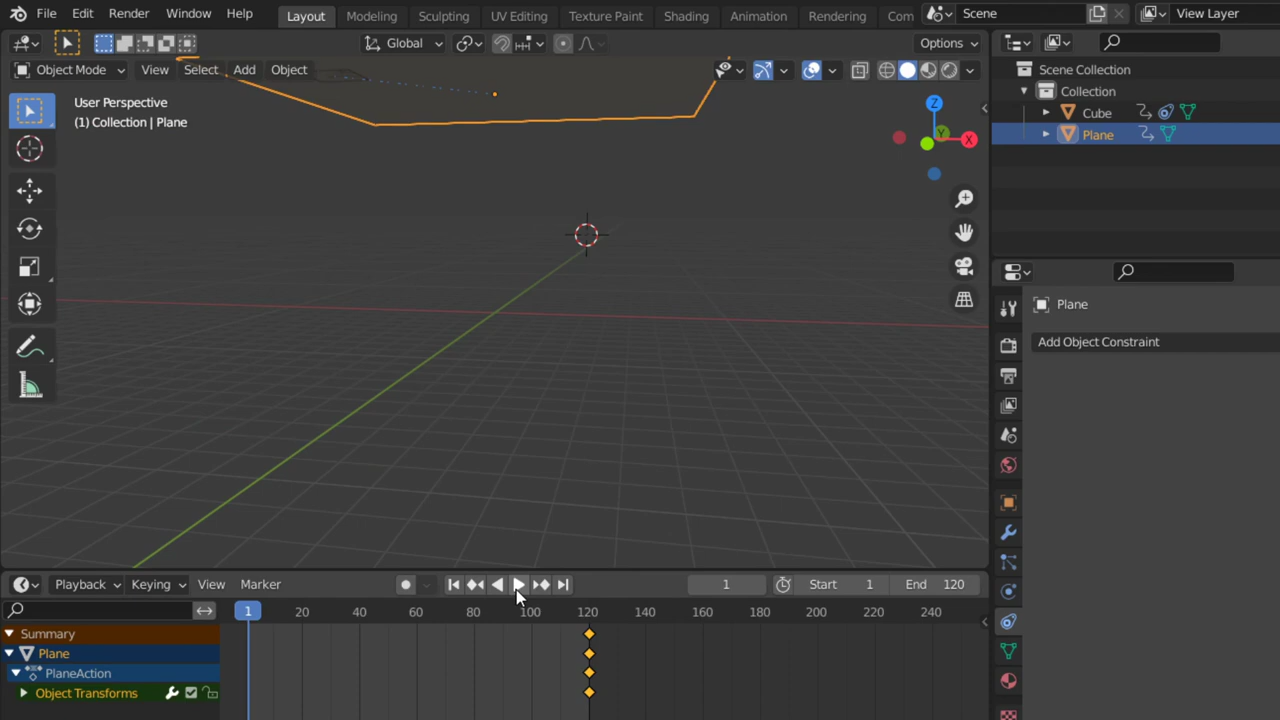 File Edit Render Window Help Layout Modeling Sculpting UV Editing Texture Paint Shading Animation Rendering Com Scene View Layer
Global Options
Object Mode View Select Add Object
User Perspective
(1) Collection | Plane
Z
Y
X
Scene Collection
Collection
Cube
Plane
Plane
Add Object Constraint
Playback Keying View Marker 1 Start 1 End 120
1 20 40 60 80 100 120 140 160 180 200 220 240
Summary
Plane
PlaneAction
Object Transforms